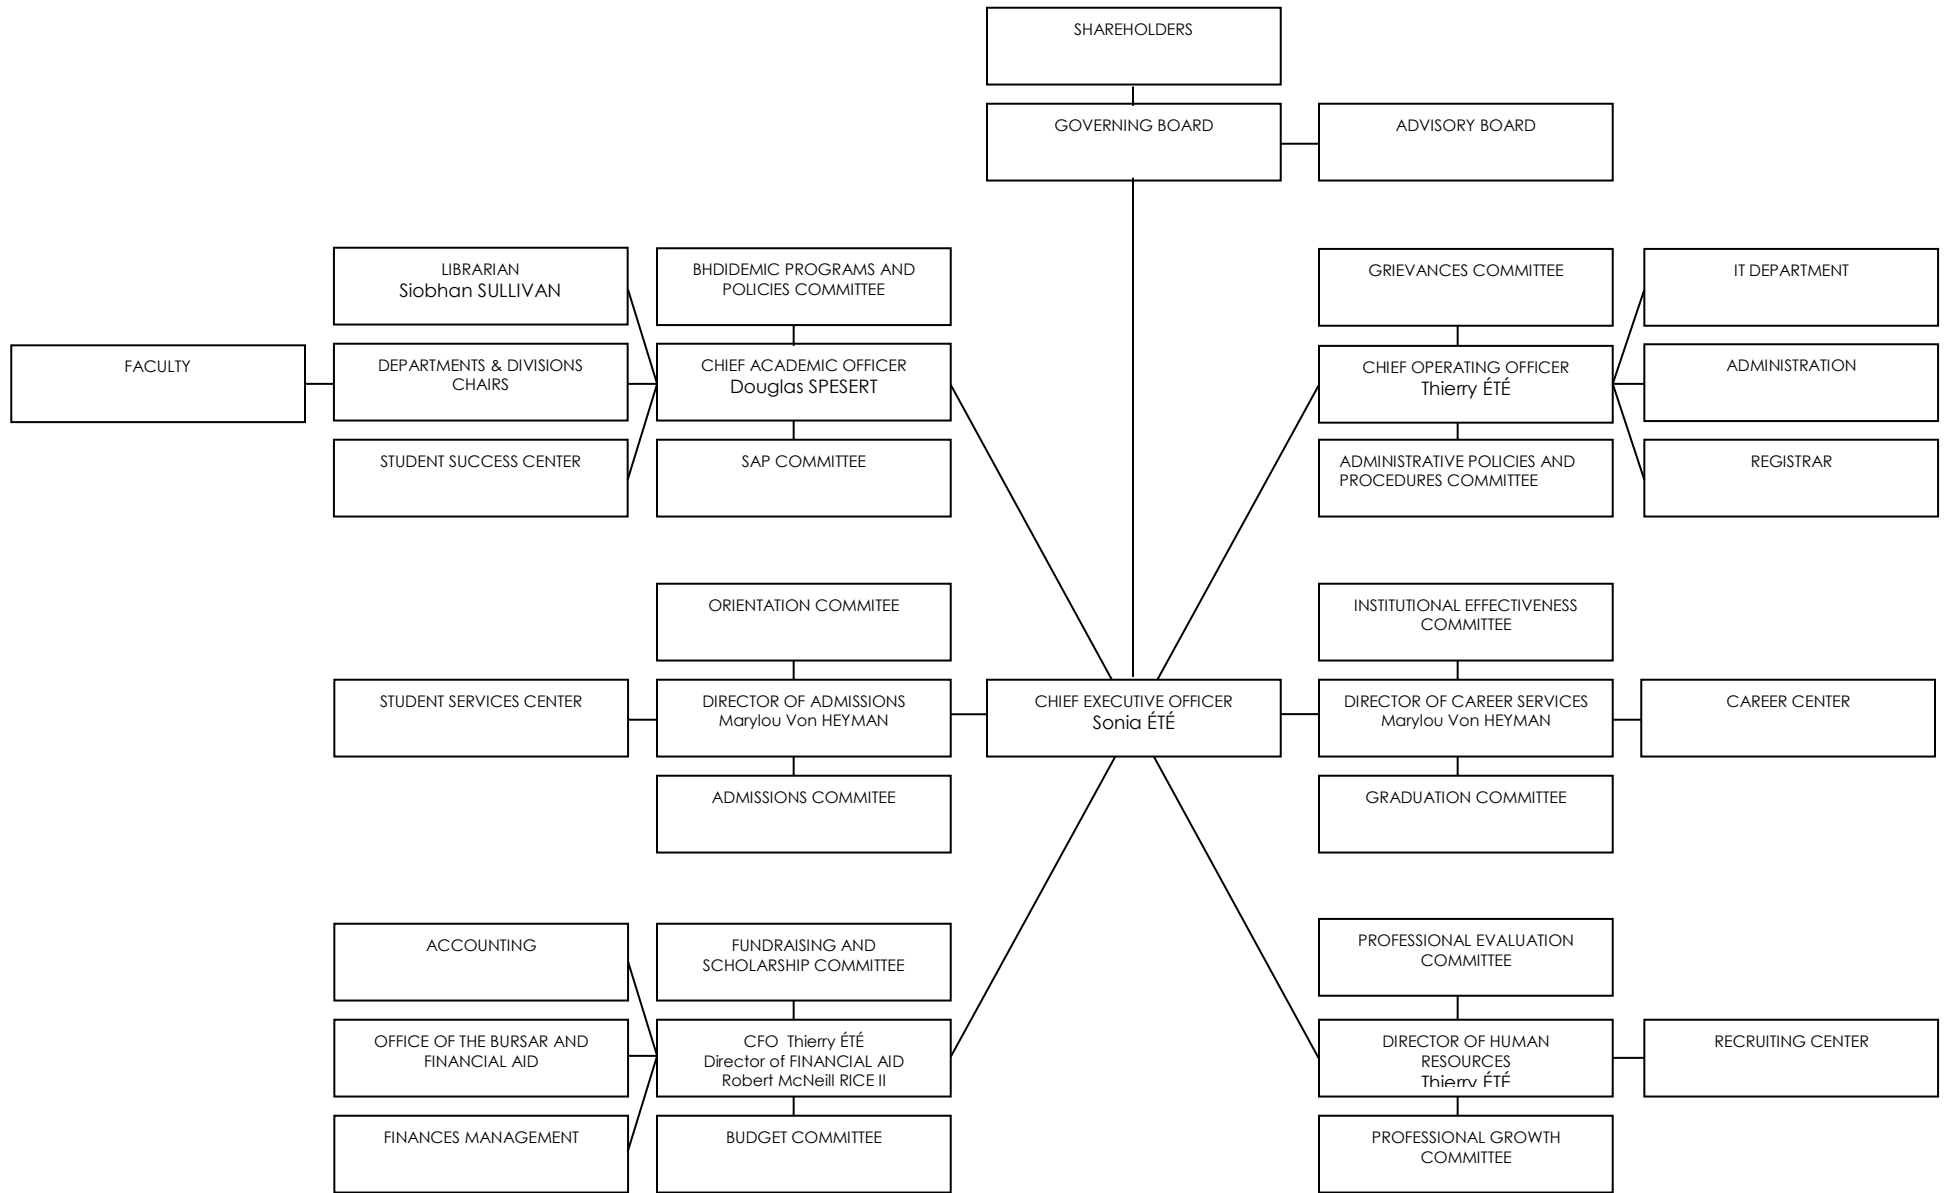 SHAREHOLDERS
GOVERNING BOARD
ADVISORY BOARD
LIBRARIAN
Siobhan SULLIVAN
BHDIDEMIC PROGRAMS AND
POLICIES COMMITTEE
GRIEVANCES COMMITTEE
IT DEPARTMENT
FACULTY
DEPARTMENTS & DIVISIONS
CHAIRS
CHIEF ACADEMIC OFFICER
Douglas SPESERT
CHIEF OPERATING OFFICER
Thierry ÉTÉ
ADMINISTRATION
STUDENT SUCCESS CENTER
SAP COMMITTEE
ADMINISTRATIVE POLICIES AND
PROCEDURES COMMITTEE
REGISTRAR
ORIENTATION COMMITEE
INSTITUTIONAL EFFECTIVENESS
COMMITTEE
STUDENT SERVICES CENTER
DIRECTOR OF ADMISSIONS
Marylou Von HEYMAN
CHIEF EXECUTIVE OFFICER
Sonia ÉTÉ
DIRECTOR OF CAREER SERVICES
Marylou Von HEYMAN
CAREER CENTER
ADMISSIONS COMMITEE
GRADUATION COMMITTEE
ACCOUNTING
FUNDRAISING AND
SCHOLARSHIP COMMITTEE
PROFESSIONAL EVALUATION
COMMITTEE
OFFICE OF THE BURSAR AND
FINANCIAL AID
CFO Thierry ÉTÉ
Director of FINANCIAL AID
Robert McNeill RICE II
DIRECTOR OF HUMAN
RESOURCES
Thierry ÉTÉ
RECRUITING CENTER
FINANCES MANAGEMENT
BUDGET COMMITTEE
PROFESSIONAL GROWTH
COMMITTEE